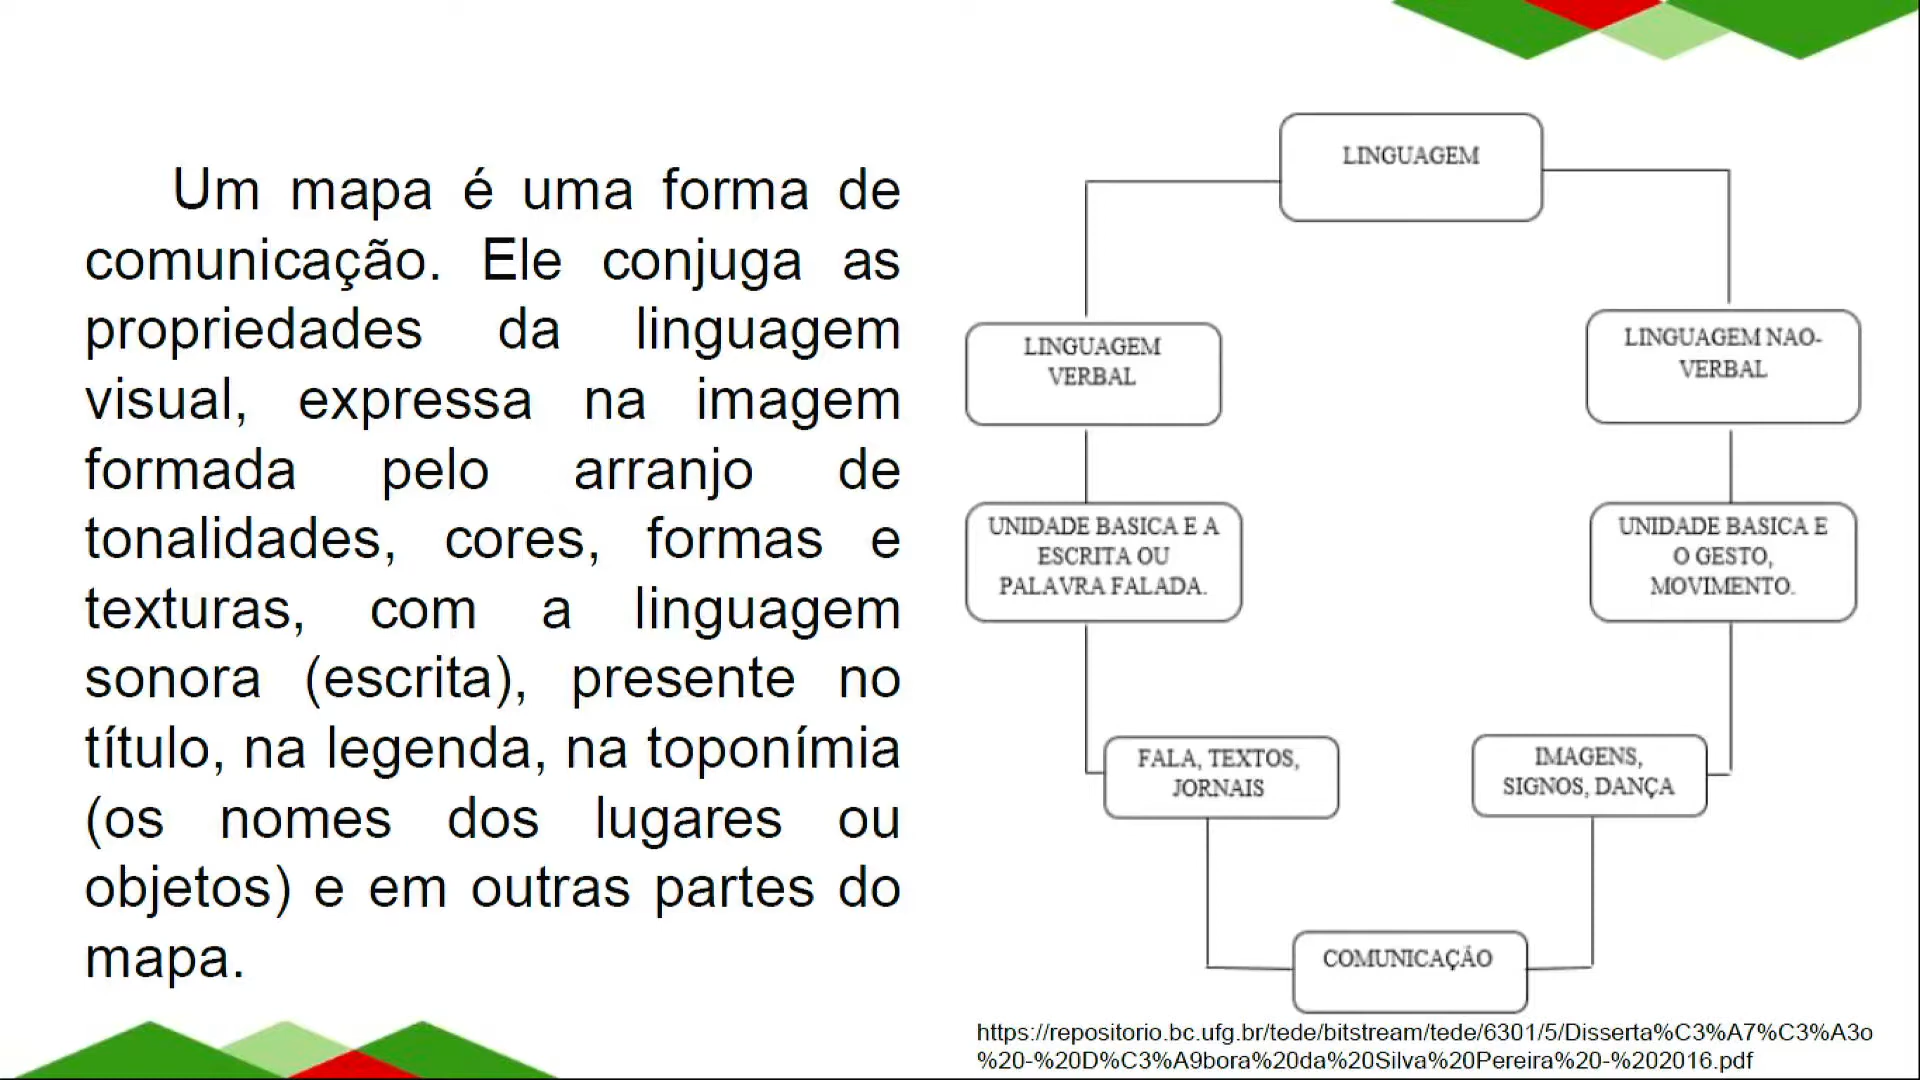 Um mapa é uma forma de
comunicação. Ele conjuga as
propriedades da linguagem
visual, expressa na imagem
formada pelo arranjo de
tonalidades, cores, formas e
texturas, com a linguagem
sonora (escrita), presente no
título, na legenda, na toponímia
(os nomes dos lugares ou
objetos) e em outras partes do
mapa.
LINGUAGEM
LINGUAGEM
VERBAL
LINGUAGEM NAO-
VERBAL
UNIDADE BASICA E A
ESCRITA OU
PALAVRA FALADA.
UNIDADE BASICA E
O GESTO,
MOVIMENTO.
FALA, TEXTOS,
JORNAIS
IMAGENS,
SIGNOS, DANÇA
COMUNICAÇÃO
https://repositorio.bc.ufg.br/tede/bitstream/tede/6301/5/Disserta%C3%A7%C3%A3o
%20-%20D%C3%A9bora%20da%20Silva%20Pereira%20-%202016.pdf